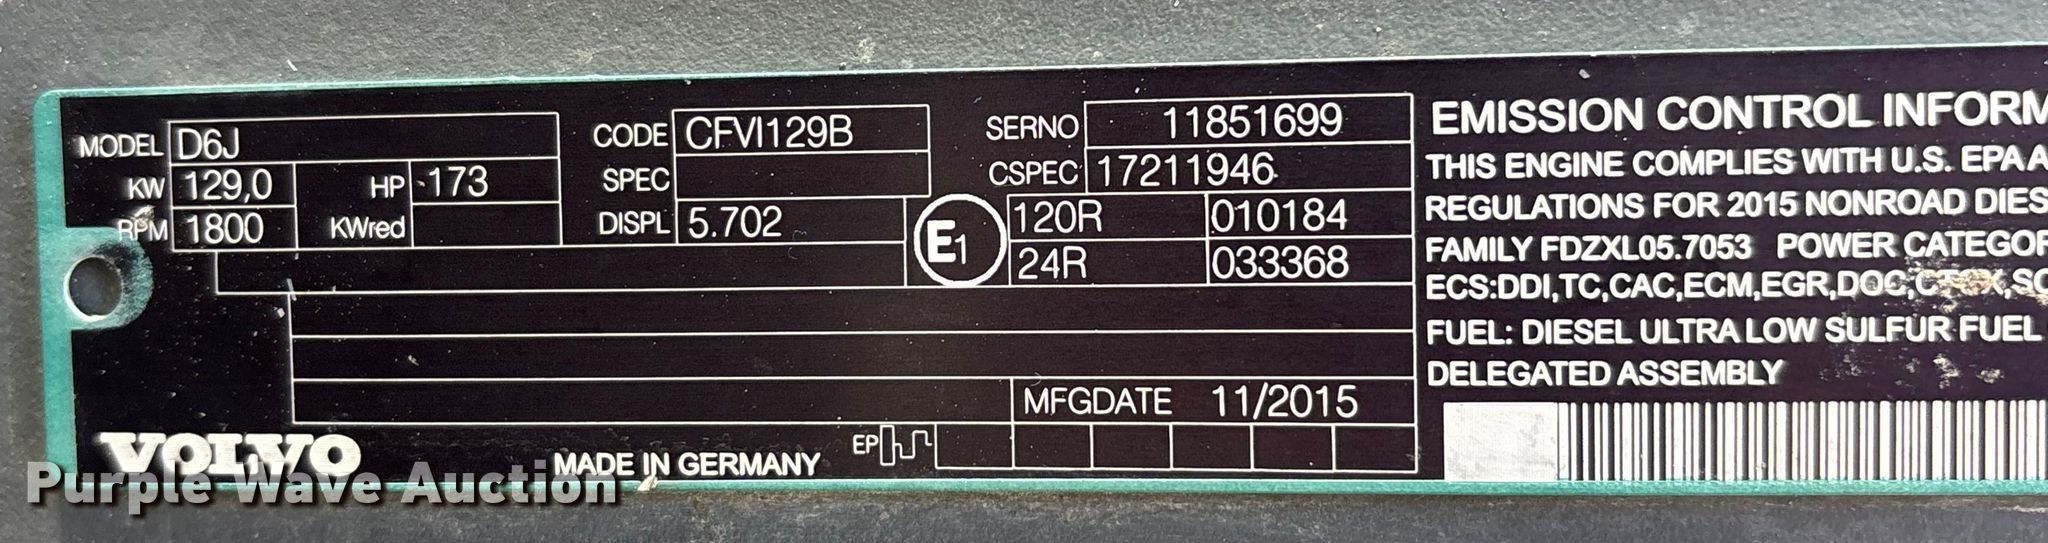 MODEL D6J CODE CFVI129B SERNO 11851699
KW 129,0 HP 173 SPEC CSPEC 17211946
RPM 1800 KWred DISPL 5.702 E1 120R 010184
24R 033368
MFGDATE 11/2015
EP
VOLVO
MADE IN GERMANY
EMISSION CONTROL INFORM
THIS ENGINE COMPLIES WITH U.S. EPA A
REGULATIONS FOR 2015 NONROAD DIES
FAMILY FDZXL05.7053 POWER CATEGOR
ECS:DDI,TC,CAC,ECM,EGR,DOC,
FUEL: DIESEL ULTRA LOW SULFUR FUEL
DELEGATED ASSEMBLY
Purple Wave Auction